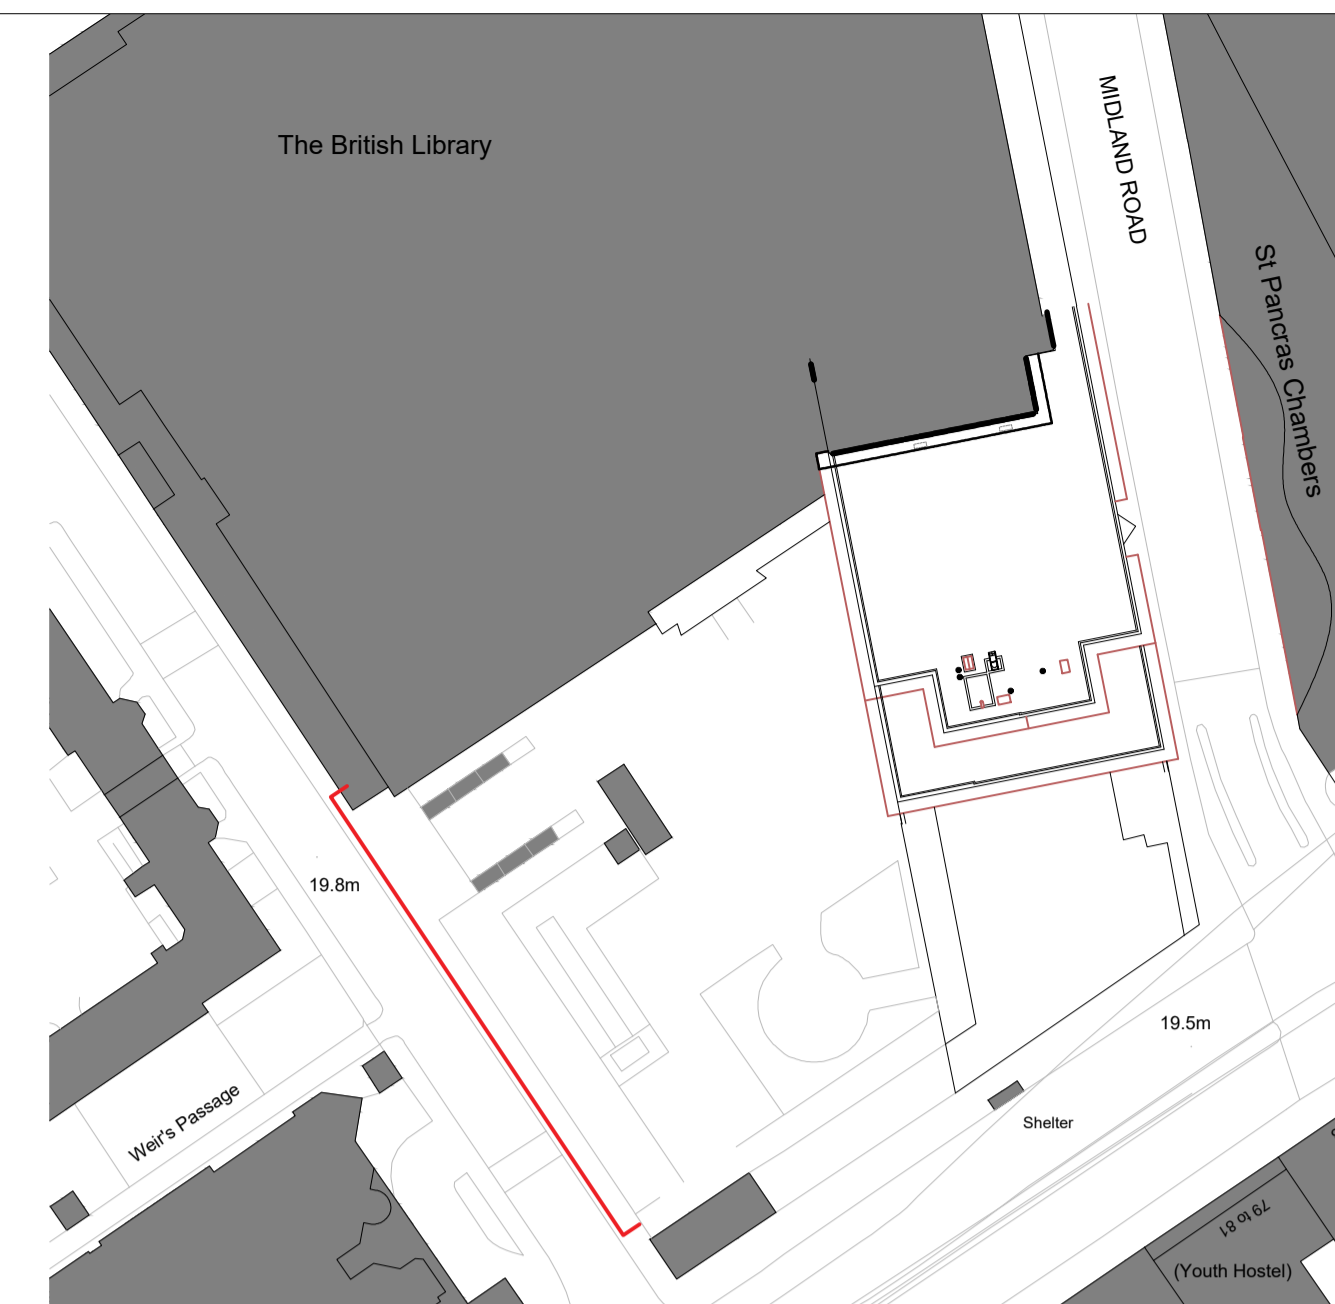 The British Library
MIDLAND ROAD
St Pancras Chambers
19.8m
19.5m
Weir's Passage
Shelter
79 to 81
(Youth Hostel)